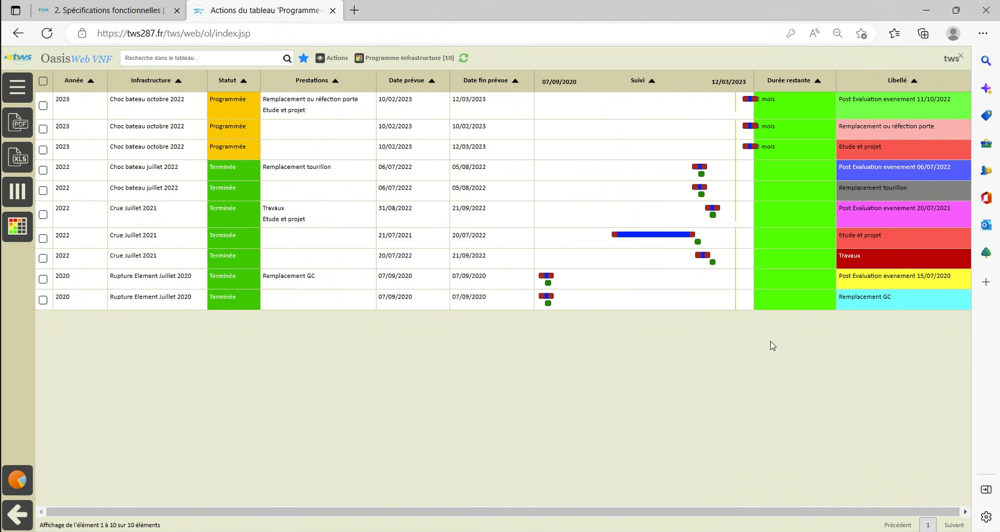 tws 2. Spécifications fonctionnelles |
Actions du tableau 'Programme-
https://tws287.fr/tws/web/ol/index.jsp
tws OasisWeb VNF Recherche dans le tableau... Actions Programme-Infrastructure [10] tws
Année Infrastructure Statut Prestations Date prévue Date fin prévue 07/09/2020 Suivi 12/03/2023 Durée restante Libellé
2023 Choc bateau octobre 2022 Programmée Remplacement ou réfection porte 10/02/2023 12/03/2023 2 mois Post Evaluation evenement 11/10/2022
Etude et projet
2023 Choc bateau octobre 2022 Programmée 10/02/2023 10/02/2023 1 mois Remplacement ou réfection porte
2023 Choc bateau octobre 2022 Programmée 10/02/2023 12/03/2023 2 mois Etude et projet
2022 Choc bateau juillet 2022 Terminée Remplacement tourillon 06/07/2022 05/08/2022 Post Evaluation evenement 06/07/2022
2022 Choc bateau juillet 2022 Terminée 06/07/2022 05/08/2022 Remplacement tourillon
2022 Crue Juillet 2021 Terminée Travaux 31/08/2022 21/09/2022 Post Evaluation evenement 20/07/2021
Etude et projet
2022 Crue Juillet 2021 Terminée 21/07/2021 20/07/2022 Etude et projet
2022 Crue Juillet 2021 Terminée 20/07/2022 21/09/2022 Travaux
2020 Rupture Element Juillet 2020 Terminée Remplacement GC 07/09/2020 07/09/2020 Post Evaluation evenement 15/07/2020
2020 Rupture Element Juillet 2020 Terminée 07/09/2020 07/09/2020 Remplacement GC
PDF
XLS
Affichage de l'élément 1 à 10 sur 10 éléments
Précédent 1 Suivant